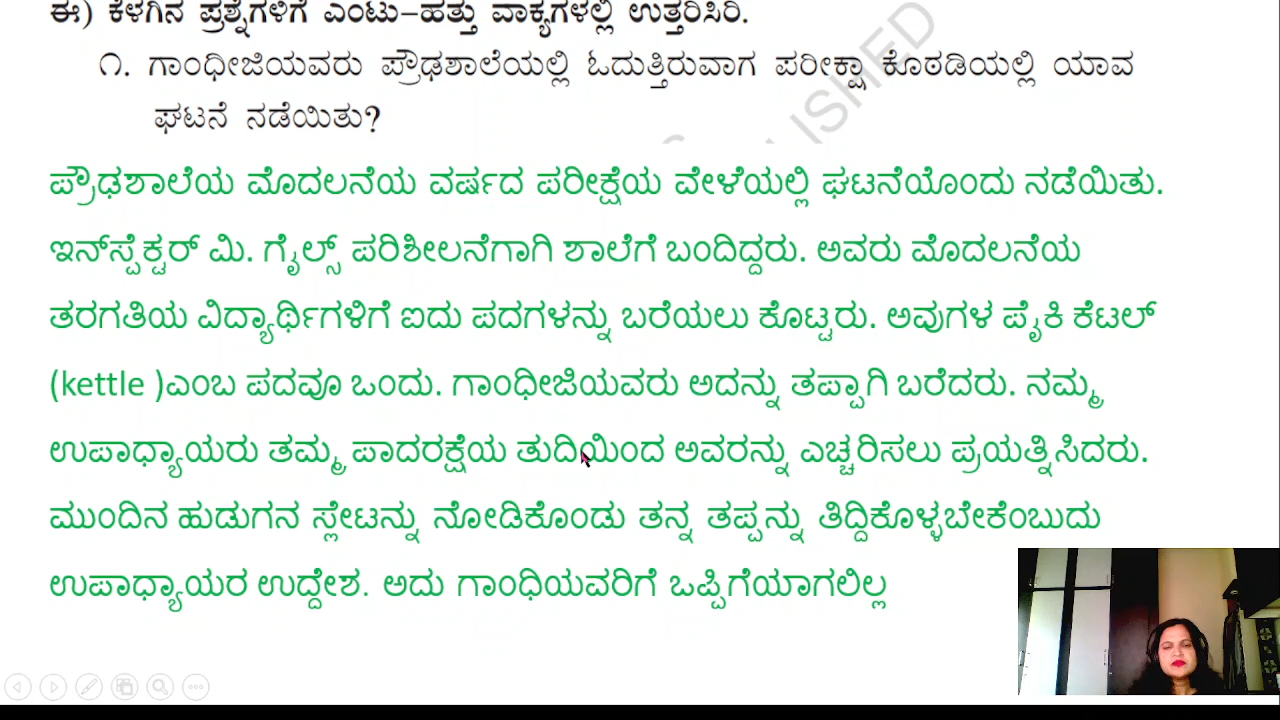 ಈ) ಕೆಳಗಿನ ಪ್ರಶ್ನೆಗಳಿಗೆ ಎಂಟು–ಹತ್ತು ವಾಕ್ಯಗಳಲ್ಲಿ ಉತ್ತರಿಸಿರಿ.
೧. ಗಾಂಧೀಜಿಯವರು ಪ್ರೌಢಶಾಲೆಯಲ್ಲಿ ಓದುತ್ತಿರುವಾಗ ಪರೀಕ್ಷಾ ಕೊಠಡಿಯಲ್ಲಿ ಯಾವ
ಘಟನೆ ನಡೆಯಿತು?
ಪ್ರೌಢಶಾಲೆಯ ಮೊದಲನೆಯ ವರ್ಷದ ಪರೀಕ್ಷೆಯ ವೇಳೆಯಲ್ಲಿ ಘಟನೆಯೊಂದು ನಡೆಯಿತು.
ಇನ್‌ಸ್ಪೆಕ್ಟರ್ ಮಿ. ಗೈಲ್ಸ್ ಪರಿಶೀಲನೆಗಾಗಿ ಶಾಲೆಗೆ ಬಂದಿದ್ದರು. ಅವರು ಮೊದಲನೆಯ
ತರಗತಿಯ ವಿದ್ಯಾರ್ಥಿಗಳಿಗೆ ಐದು ಪದಗಳನ್ನು ಬರೆಯಲು ಕೊಟ್ಟರು. ಅವುಗಳ ಪೈಕಿ ಕೆಟಲ್
(kettle )ಎಂಬ ಪದವೂ ಒಂದು. ಗಾಂಧೀಜಿಯವರು ಅದನ್ನು ತಪ್ಪಾಗಿ ಬರೆದರು. ನಮ್ಮ
ಉಪಾಧ್ಯಾಯರು ತಮ್ಮ ಪಾದರಕ್ಷೆಯ ತುದಿಯಿಂದ ಅವರನ್ನು ಎಚ್ಚರಿಸಲು ಪ್ರಯತ್ನಿಸಿದರು.
ಮುಂದಿನ ಹುಡುಗನ ಸ್ಲೇಟನ್ನು ನೋಡಿಕೊಂಡು ತನ್ನ ತಪ್ಪನ್ನು ತಿದ್ದಿಕೊಳ್ಳಬೇಕೆಂಬುದು
ಉಪಾಧ್ಯಾಯರ ಉದ್ದೇಶ. ಅದು ಗಾಂಧಿಯವರಿಗೆ ಒಪ್ಪಿಗೆಯಾಗಲಿಲ್ಲ